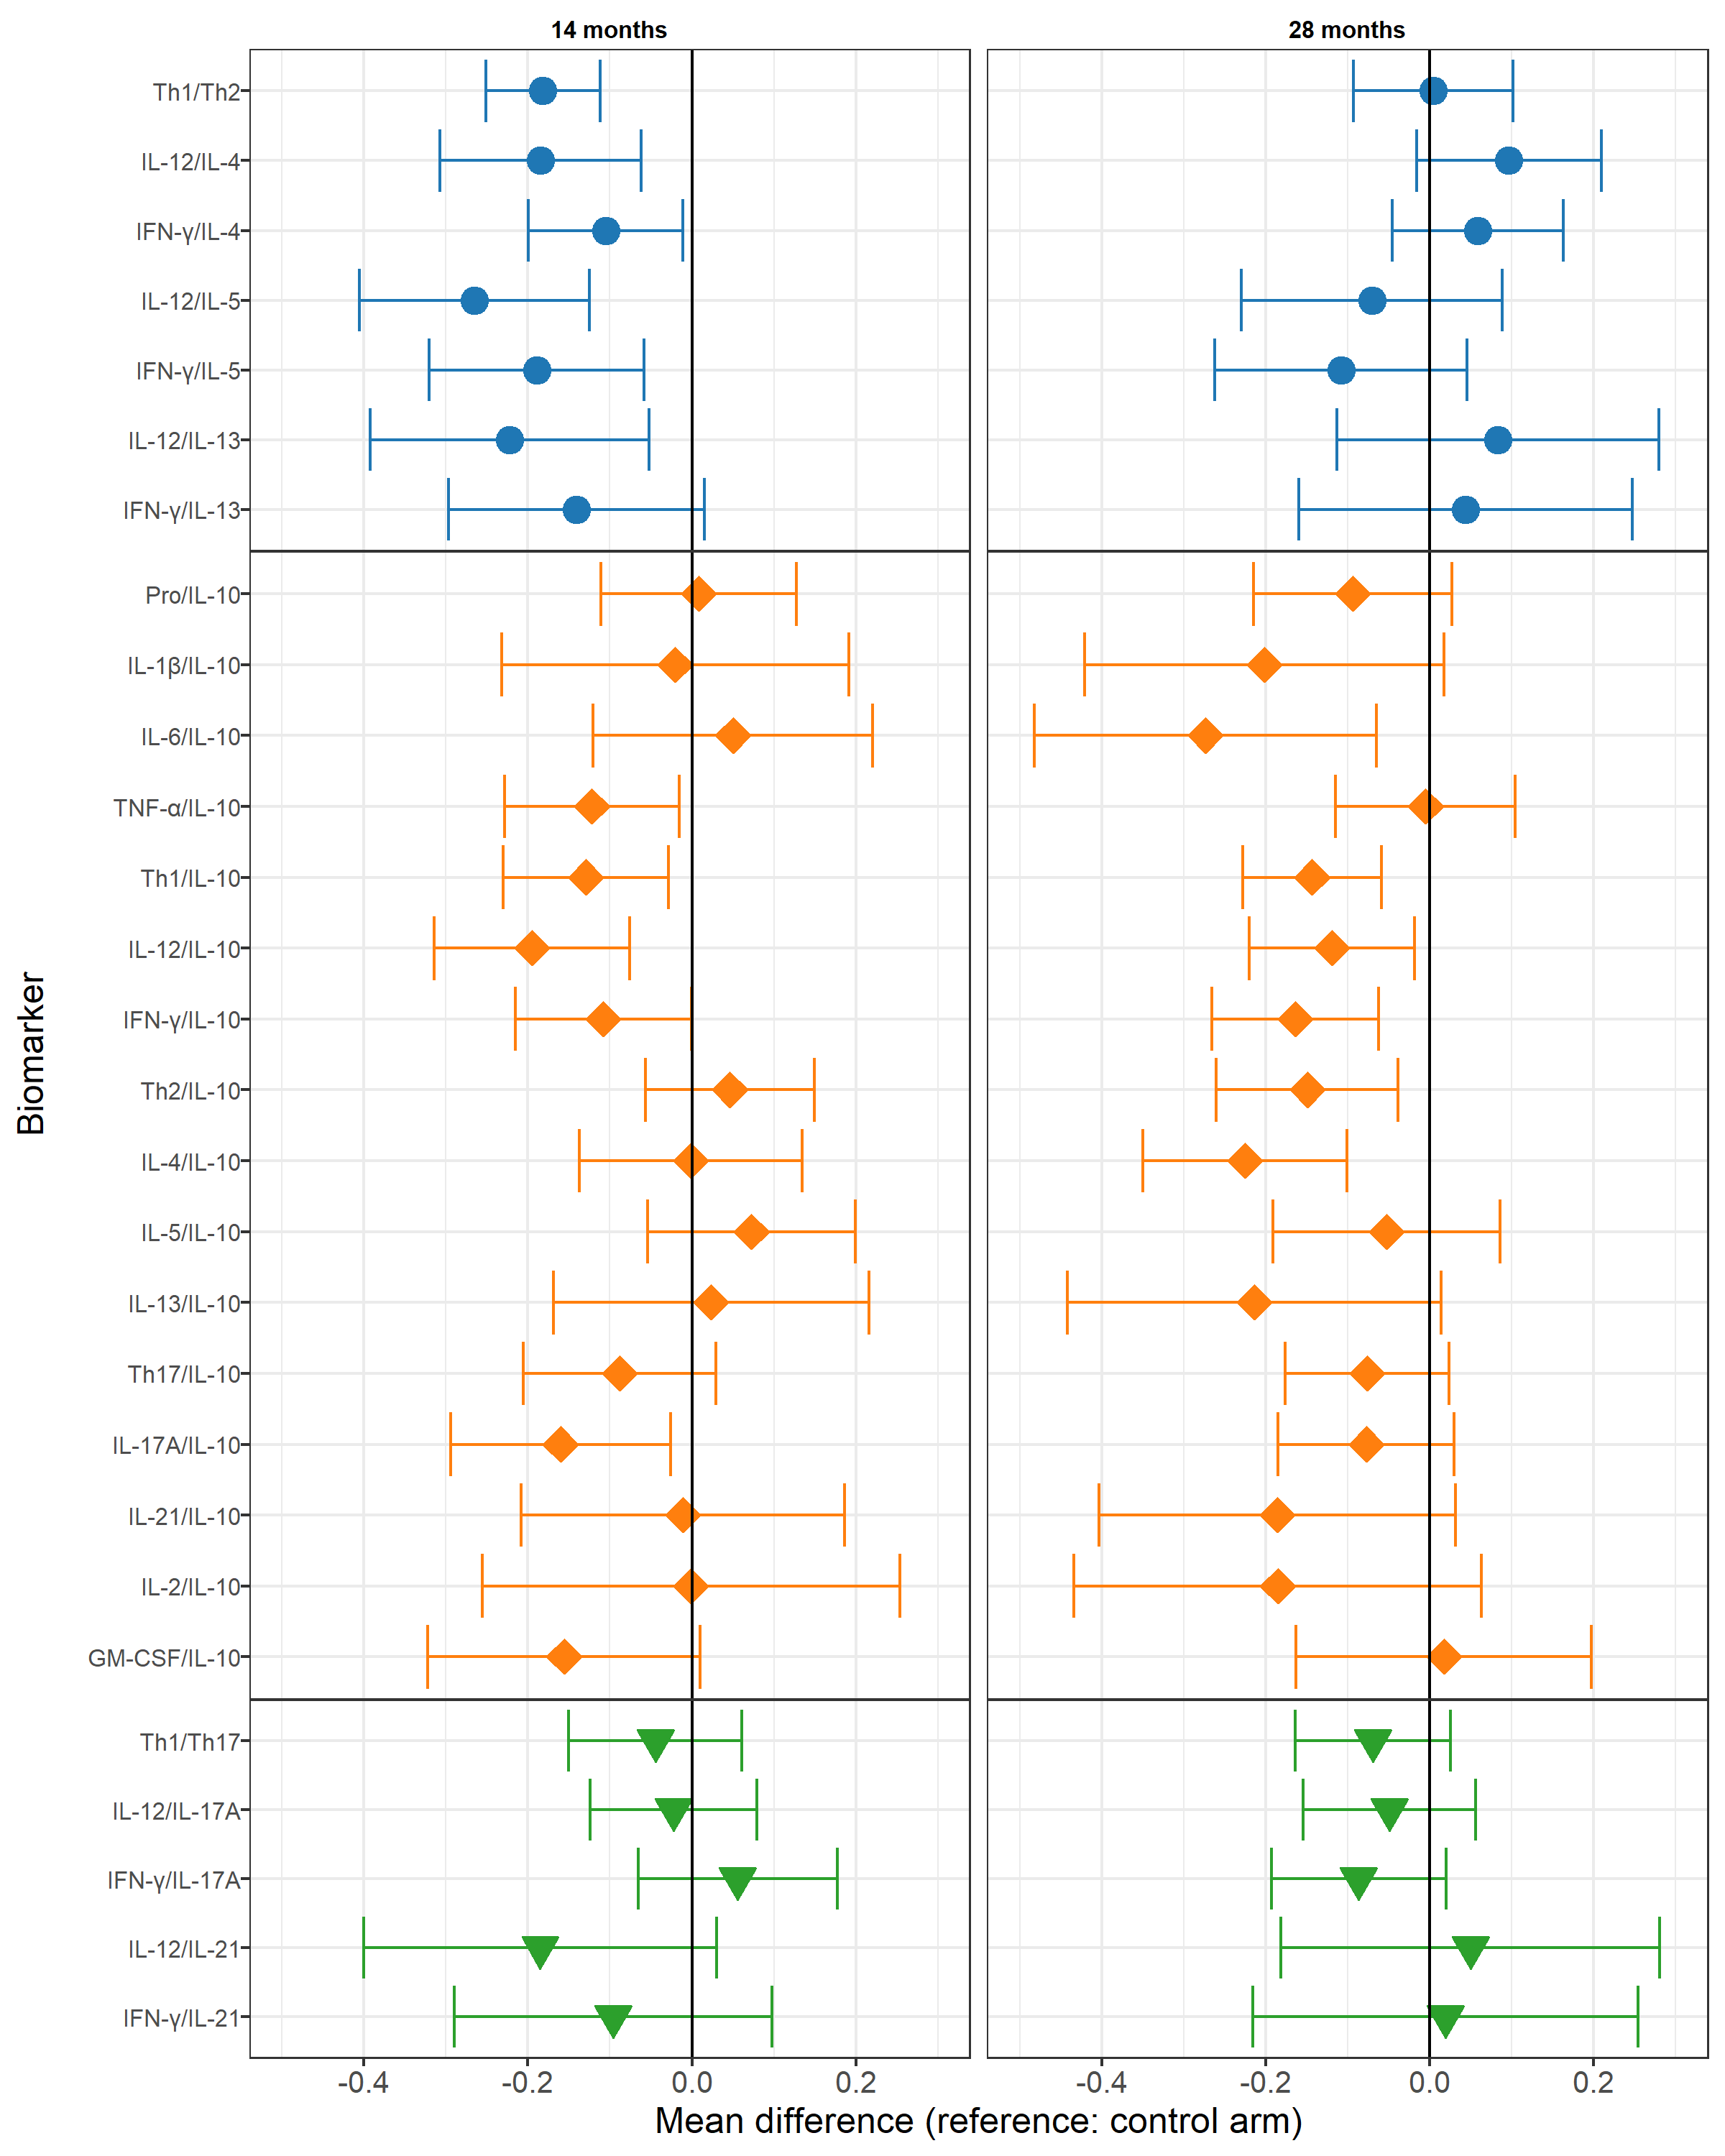 14 months
28 months
Th1/Th2
IL-12/IL-4
IFN-γ/IL-4
IL-12/IL-5
IFN-γ/IL-5
IL-12/IL-13
IFN-γ/IL-13
Pro/IL-10
IL-1β/IL-10
IL-6/IL-10
TNF-α/IL-10
Th1/IL-10
IL-12/IL-10
IFN-γ/IL-10
Th2/IL-10
IL-4/IL-10
IL-5/IL-10
IL-13/IL-10
Th17/IL-10
IL-17A/IL-10
IL-21/IL-10
IL-2/IL-10
GM-CSF/IL-10
Th1/Th17
IL-12/IL-17A
IFN-γ/IL-17A
IL-12/IL-21
IFN-γ/IL-21
Biomarker
-0.4 -0.2 0.0 0.2
-0.4 -0.2 0.0 0.2
Mean difference (reference: control arm)